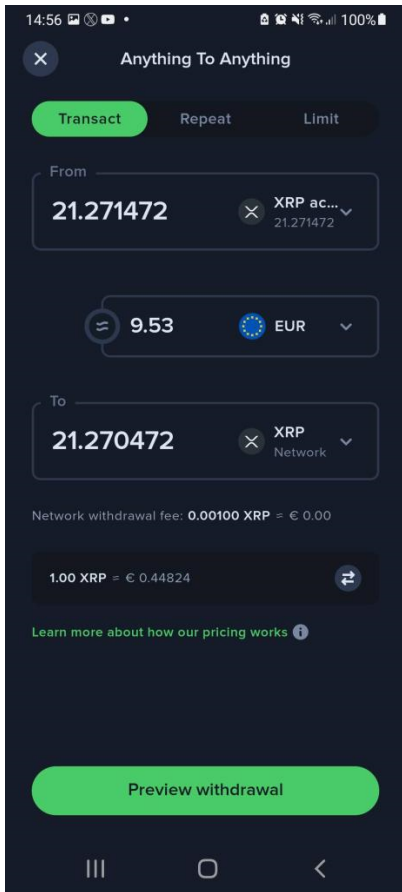 14:56 100%
Anything To Anything
Transact Repeat Limit
From
21.271472 XRP ac...
21.271472
≈ 9.53 EUR
To
21.270472 XRP
Network
Network withdrawal fee: 0.00100 XRP ≈ € 0.00
1.00 XRP ≈ € 0.44824
Learn more about how our pricing works
Preview withdrawal